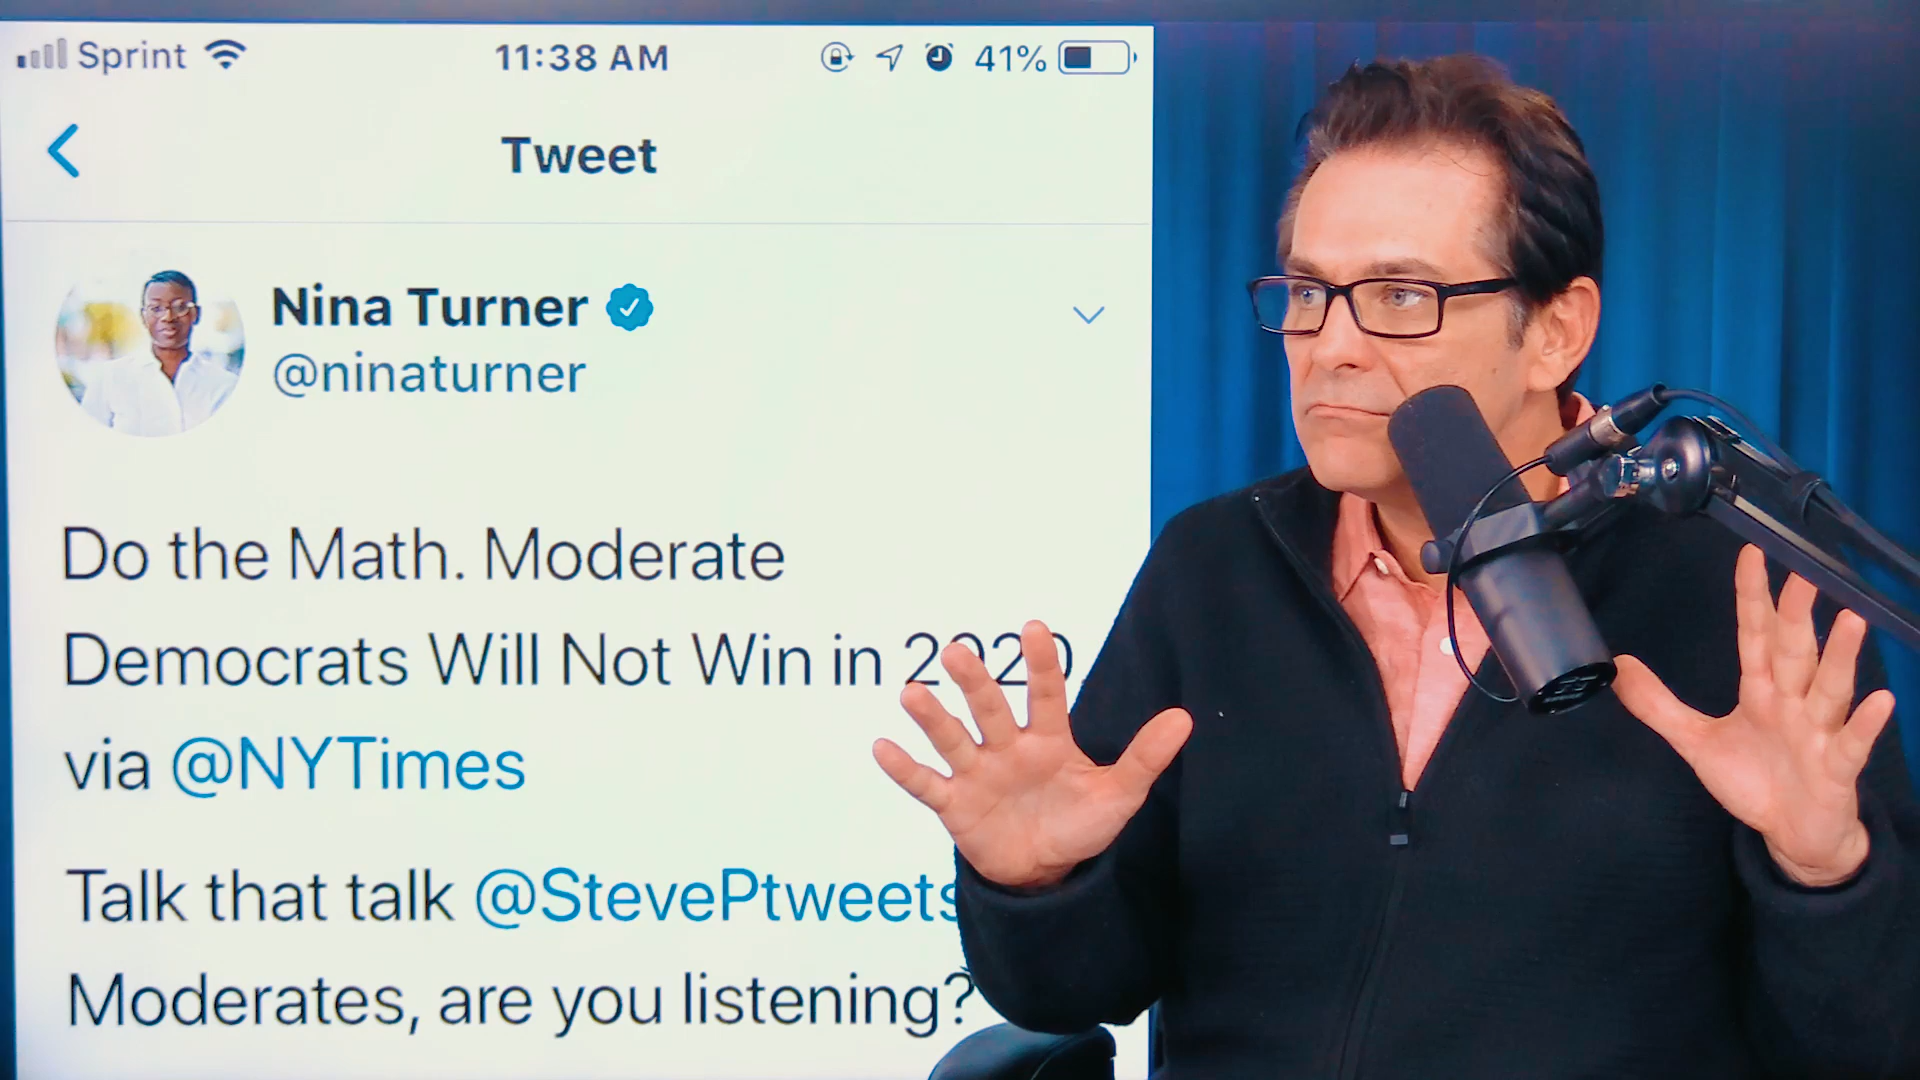 Sprint 11:38 AM 41%
Tweet
Nina Turner
@ninaturner
Do the Math. Moderate
Democrats Will Not Win in 2020.
via @NYTimes
Talk that talk @StevePtweets
Moderates, are you listening?